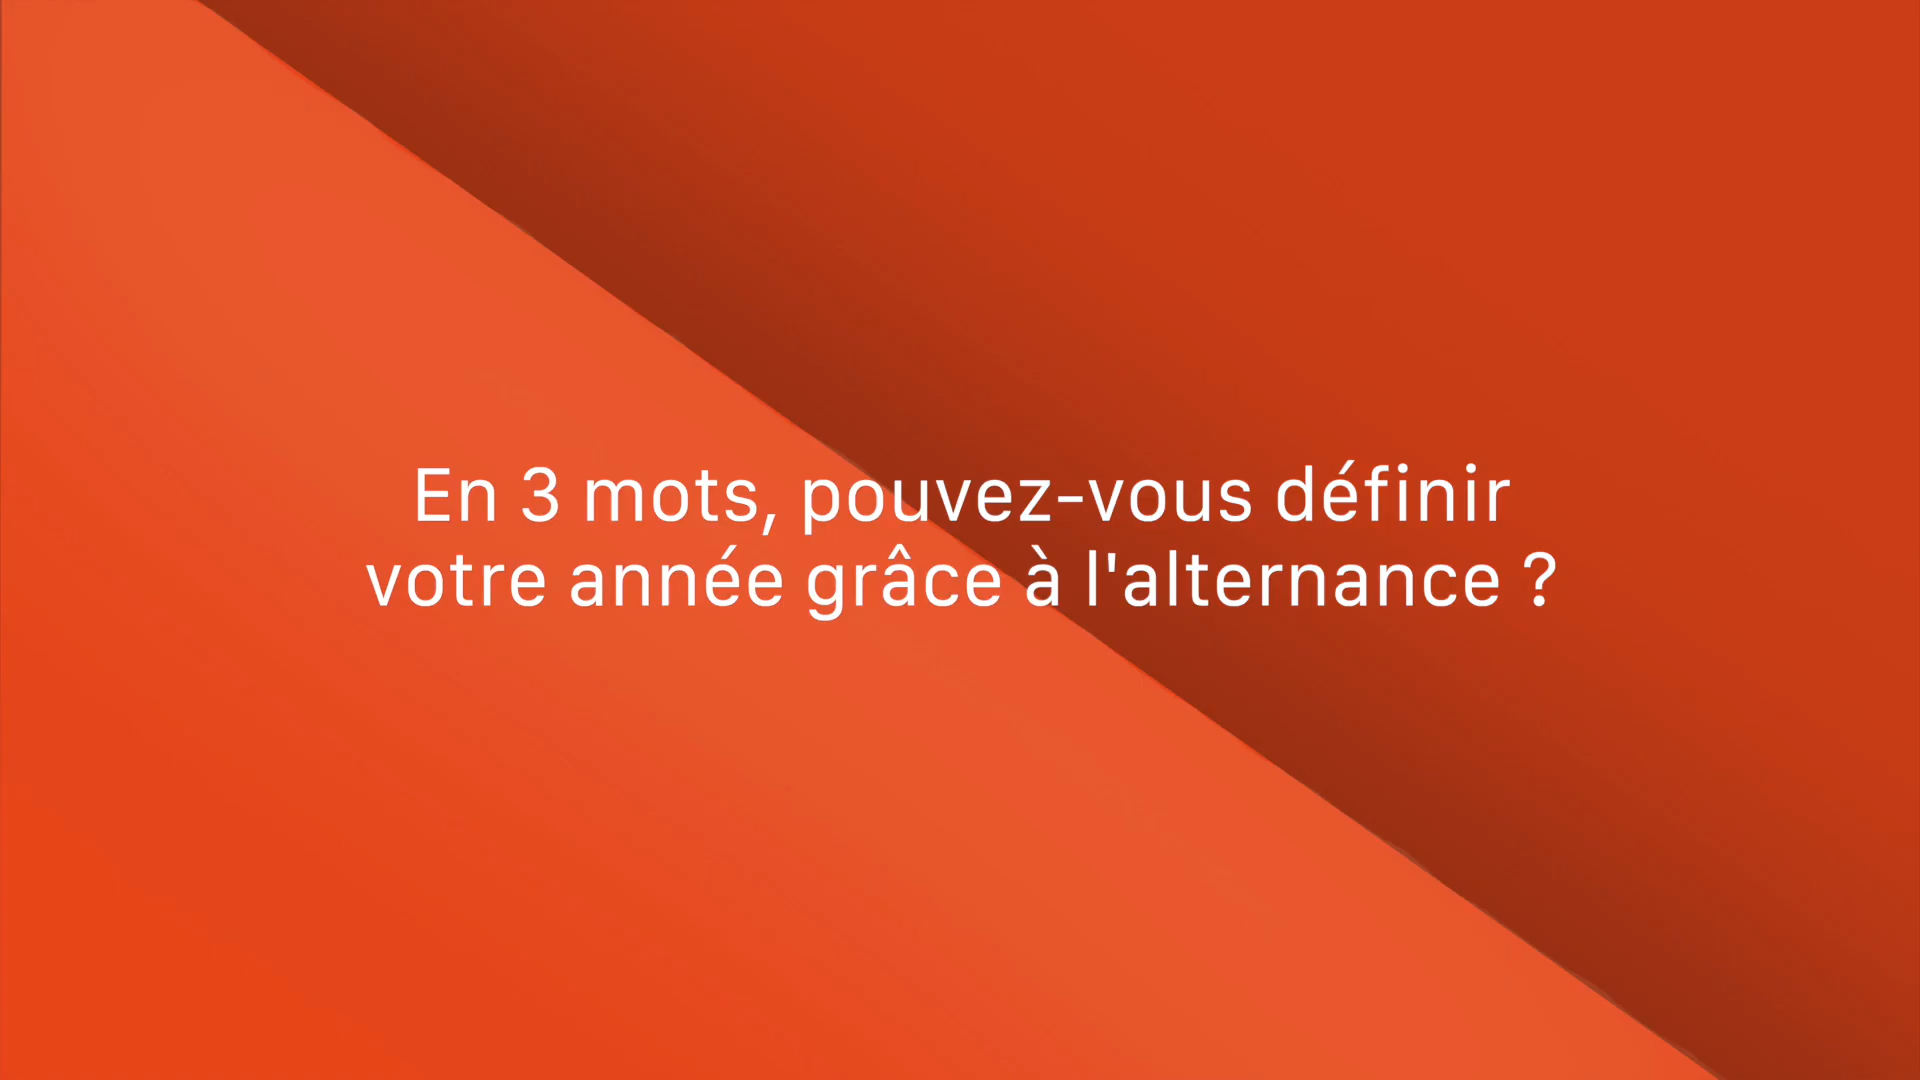 En 3 mots, pouvez-vous définir
votre année grâce à l'alternance ?